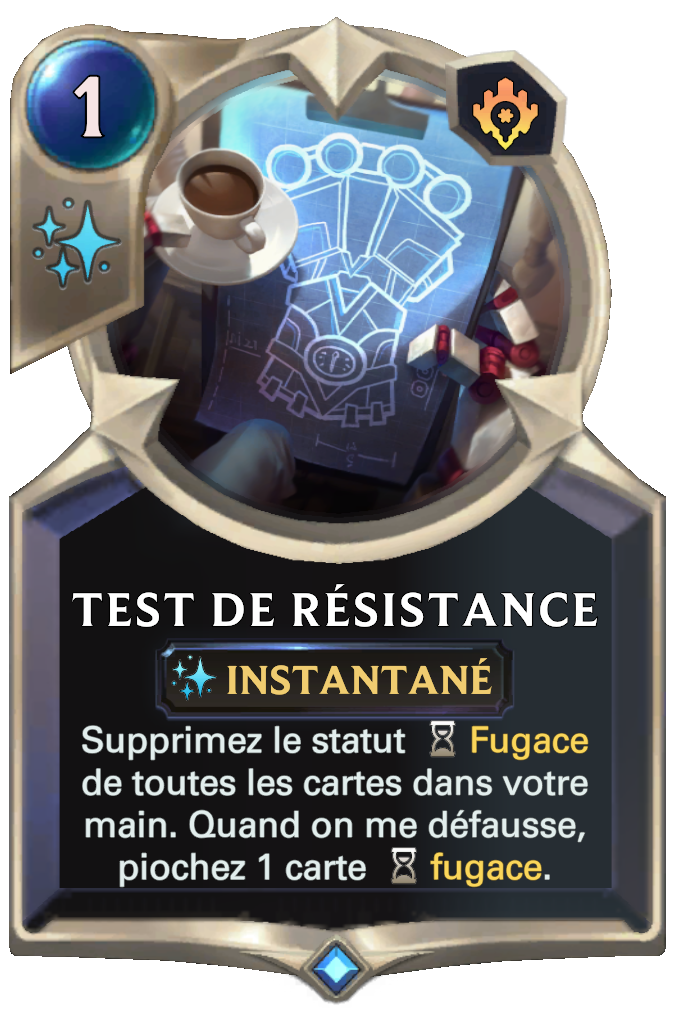 1
TEST DE RÉSISTANCE
INSTANTANÉ
Supprimez le statut Fugace
de toutes les cartes dans votre
main. Quand on me défausse,
piochez 1 carte fugace.